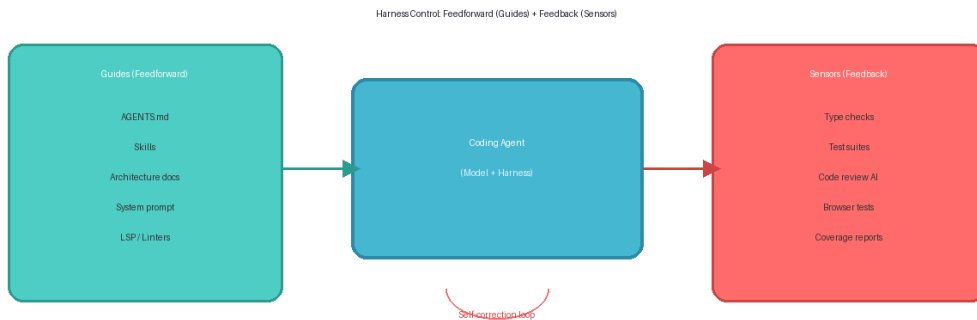 Harness Control: Feedforward (Guides) + Feedback (Sensors)
Guides (Feedforward)
AGENTS.md
Skills
Architecture docs
System prompt
LSP / Linters
Coding Agent
(Model + Harness)
Sensors (Feedback)
Type checks
Test suites
Code review AI
Browser tests
Coverage reports
Self-correction loop